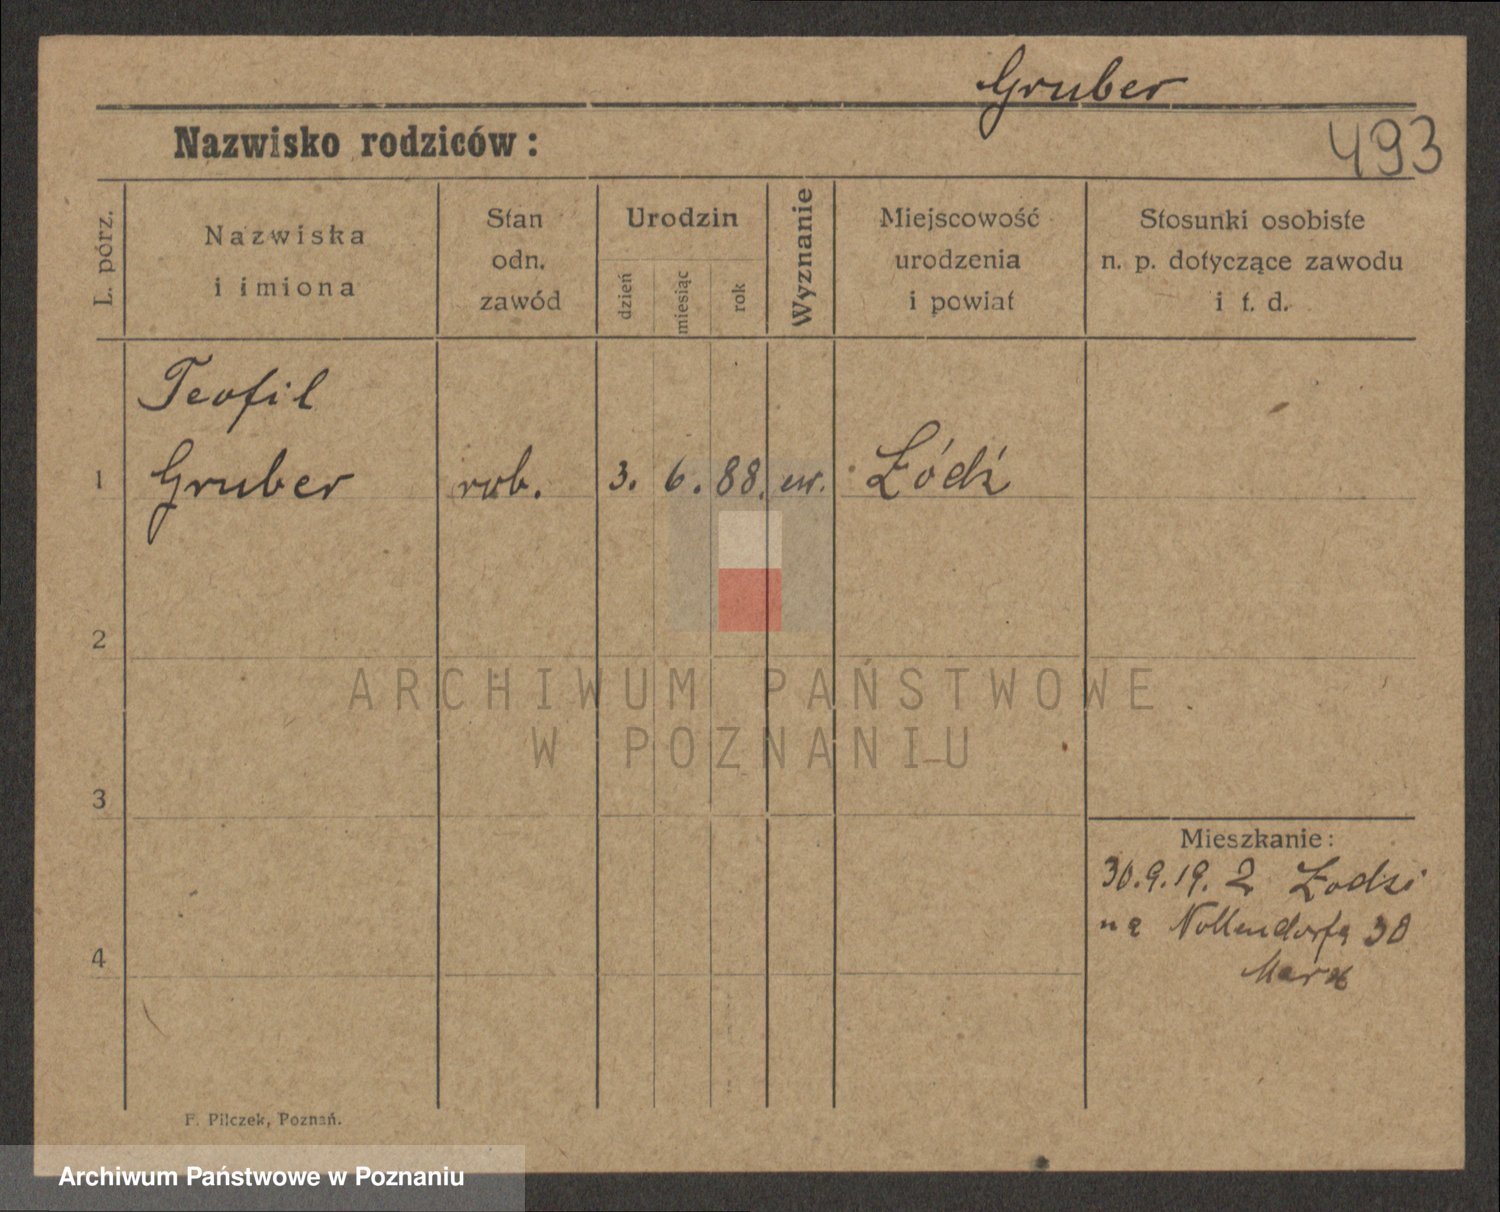 Gruber
Nazwisko rodziców:
493
L. porz.
Nazwiska
i imiona
Stan
odn.
zawód
Urodzin
dzień
miesiąc
rok
Wyznanie
Miejscowość
urodzenia
i powiat
Stosunki osobiste
n. p. dotyczące zawodu
i t. d.
Teofil
1 Gruber rob. 3. 6. 88. ew. Łódź
2
3
4
Mieszkanie:
30.9.19. z Łodzi
na Nollendorfa 30
F. Pilczek, Poznań.
ARCHIWUM PAŃSTWOWE
W POZNANIU
Archiwum Państwowe w Poznaniu